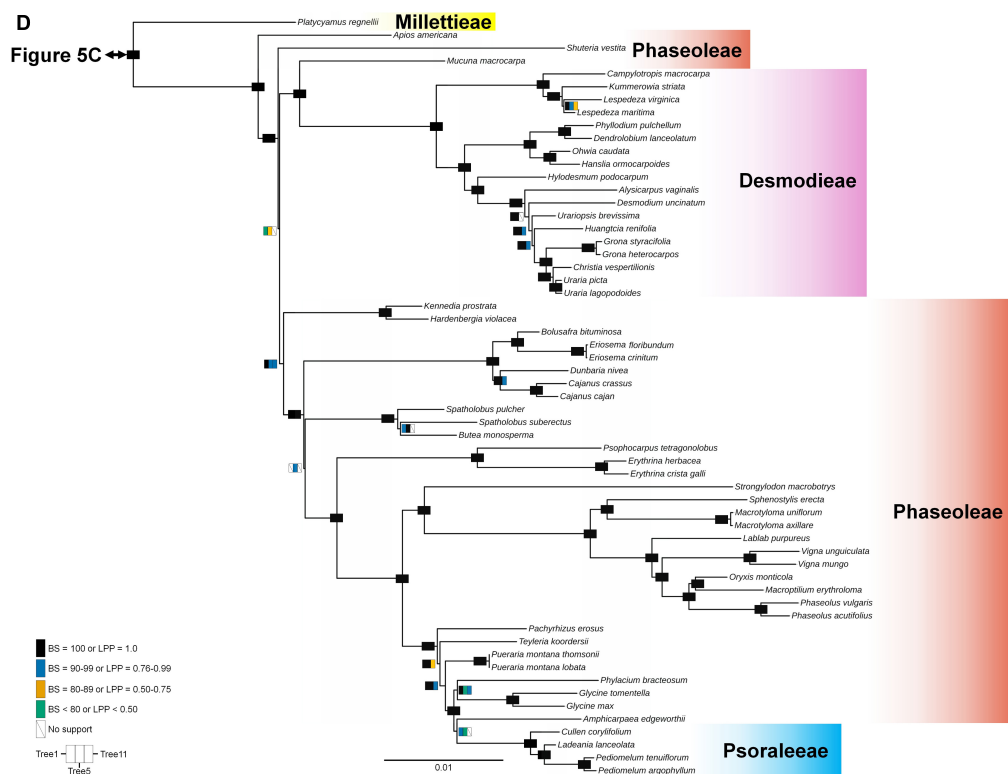 D
Platycyamus regnellii
Millettieae
Apios americana
Figure 5C
Shuteria vestita
Phaseoleae
Mucuna macrocarpa
Campylotropis macrocarpa
Kummerowia striata
Lespedeza virginica
Lespedeza maritima
Phyllodium pulchellum
Dendrolobium lanceolatum
Ohwia caudata
Hanslia ormocarpoides
Hylodesmum podocarpum
Desmodieae
Alysicarpus vaginalis
Desmodium uncinatum
Urariopsis brevissima
Huangtcia renifolia
Grona styracifolia
Grona heterocarpos
Christia vespertilionis
Uraria picta
Uraria lagopodoides
Kennedia prostrata
Hardenbergia violacea
Bolusafra bituminosa
Eriosema floribundum
Eriosema crinitum
Dunbaria nivea
Cajanus crassus
Cajanus cajan
Spatholobus pulcher
Spatholobus suberectus
Butea monosperma
Psophocarpus tetragonolobus
Erythrina herbacea
Erythrina crista galli
Strongylodon macrobotrys
Sphenostylis erecta
Macrotyloma uniflorum
Phaseoleae
Macrotyloma axillare
Lablab purpureus
Vigna unguiculata
Vigna mungo
Oryxis monticola
Macroptilium erythroloma
Phaseolus vulgaris
Phaseolus acutifolius
Pachyrhizus erosus
Teyleria koordersii
Pueraria montana thomsonii
Pueraria montana lobata
Phylacium bracteosum
Glycine tomentella
Glycine max
Amphicarpaea edgeworthii
Cullen corylifolium
Ladeania lanceolata
Psoraleeae
Pediomelum tenuiflorum
Pediomelum argophyllum
BS = 100 or LPP = 1.0
BS = 90-99 or LPP = 0.76-0.99
BS = 80-89 or LPP = 0.50-0.75
BS < 80 or LPP < 0.50
No support
Tree1
Tree11
Tree5
0.01